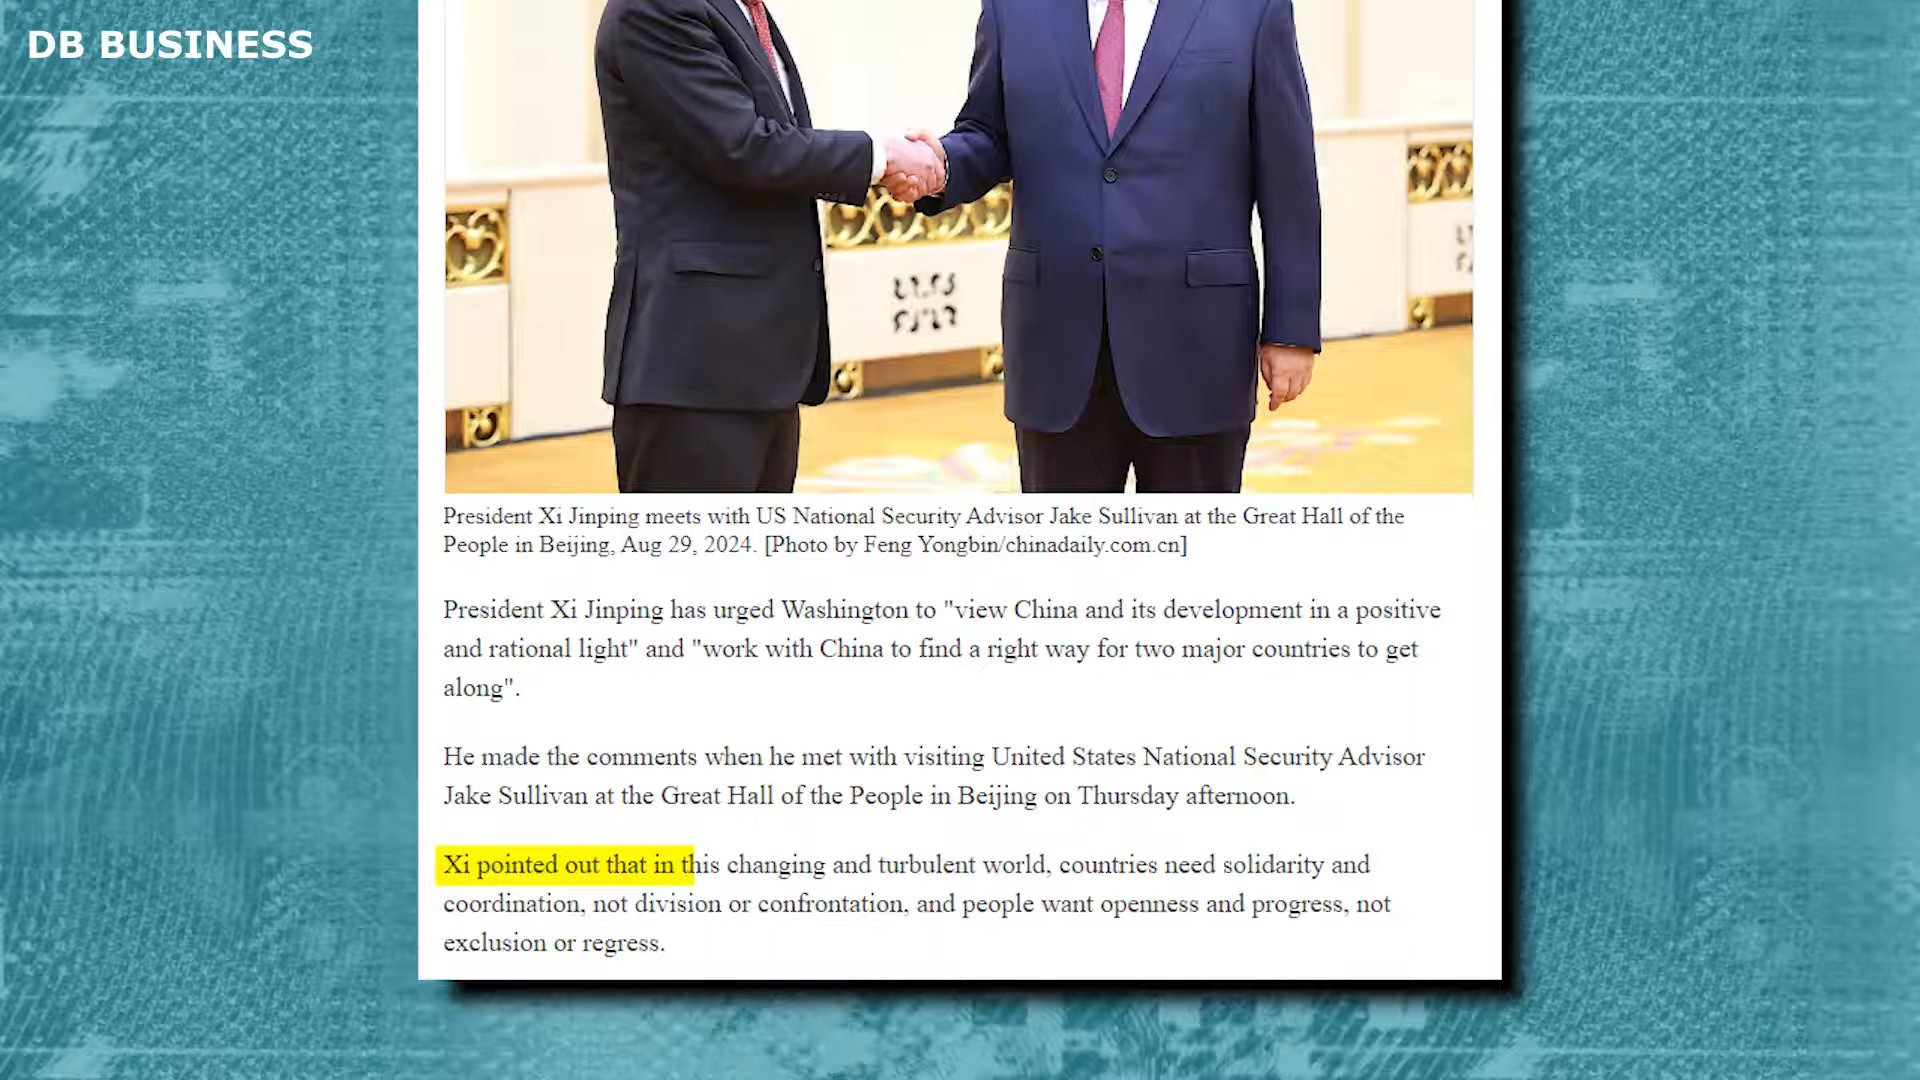 DB BUSINESS
President Xi Jinping meets with US National Security Advisor Jake Sullivan at the Great Hall of the
People in Beijing, Aug 29, 2024. [Photo by Feng Yongbin/chinadaily.com.cn]
President Xi Jinping has urged Washington to "view China and its development in a positive
and rational light" and "work with China to find a right way for two major countries to get
along".
He made the comments when he met with visiting United States National Security Advisor
Jake Sullivan at the Great Hall of the People in Beijing on Thursday afternoon.
Xi pointed out that in this changing and turbulent world, countries need solidarity and
coordination, not division or confrontation, and people want openness and progress, not
exclusion or regress.